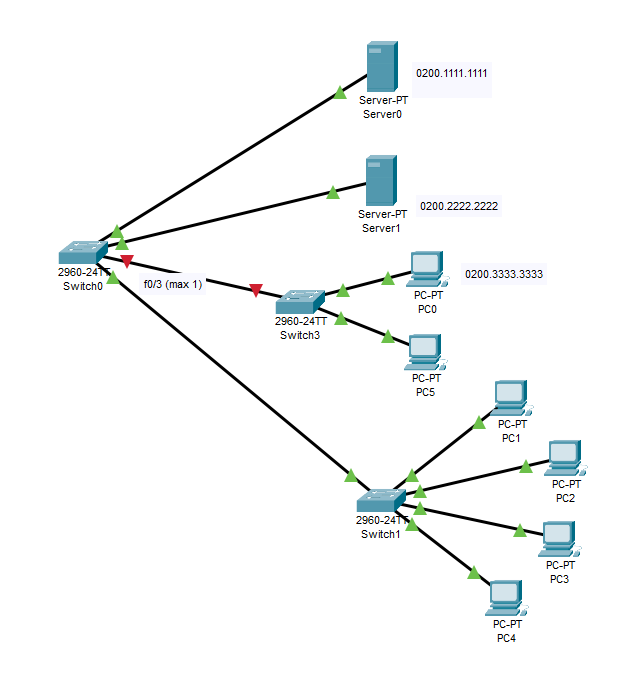 0200.1111.1111
Server-PT
Server0
0200.2222.2222
Server-PT
Server1
2960-24TT
Switch0
f0/3 (max 1)
0200.3333.3333
PC-PT
PC0
2960-24TT
Switch3
PC-PT
PC5
PC-PT
PC1
PC-PT
PC2
2960-24TT
Switch1
PC-PT
PC3
PC-PT
PC4